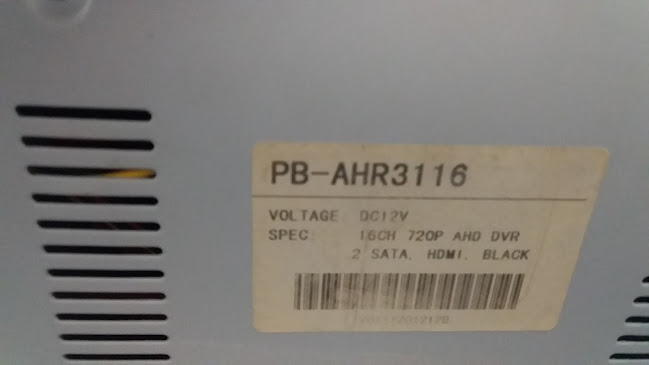 PB-AHR3116
VOLTAGE: DC12V
SPEC: 16CH 720P AHD DVR
2 SATA, HDMI, BLACK